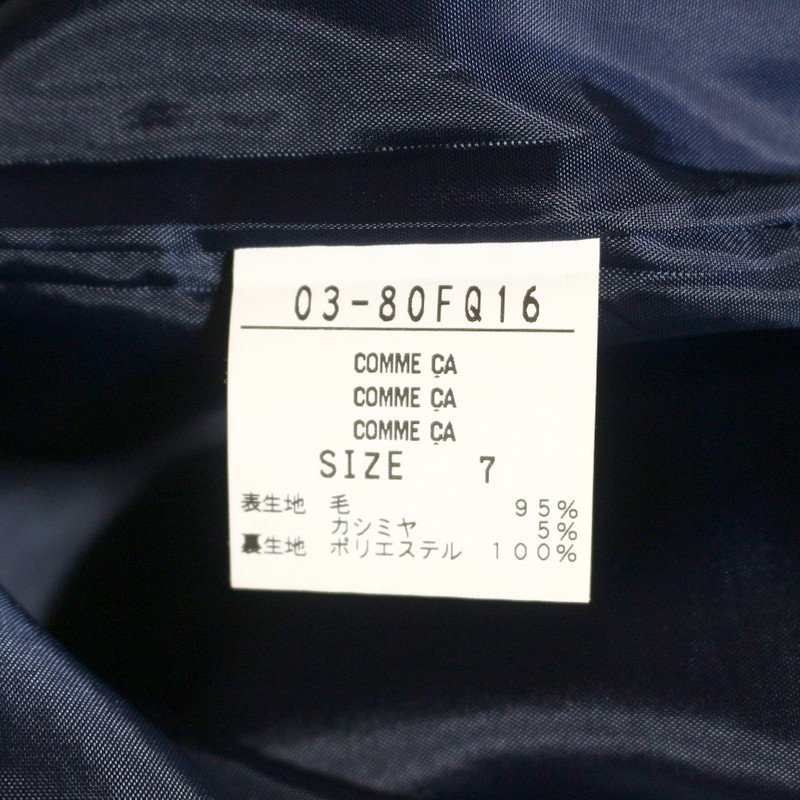 03-80FQ16
COMME ÇA
COMME ÇA
COMME ÇA
SIZE 7
表生地 毛 95%
カシミヤ 5%
裏生地 ポリエステル 100%